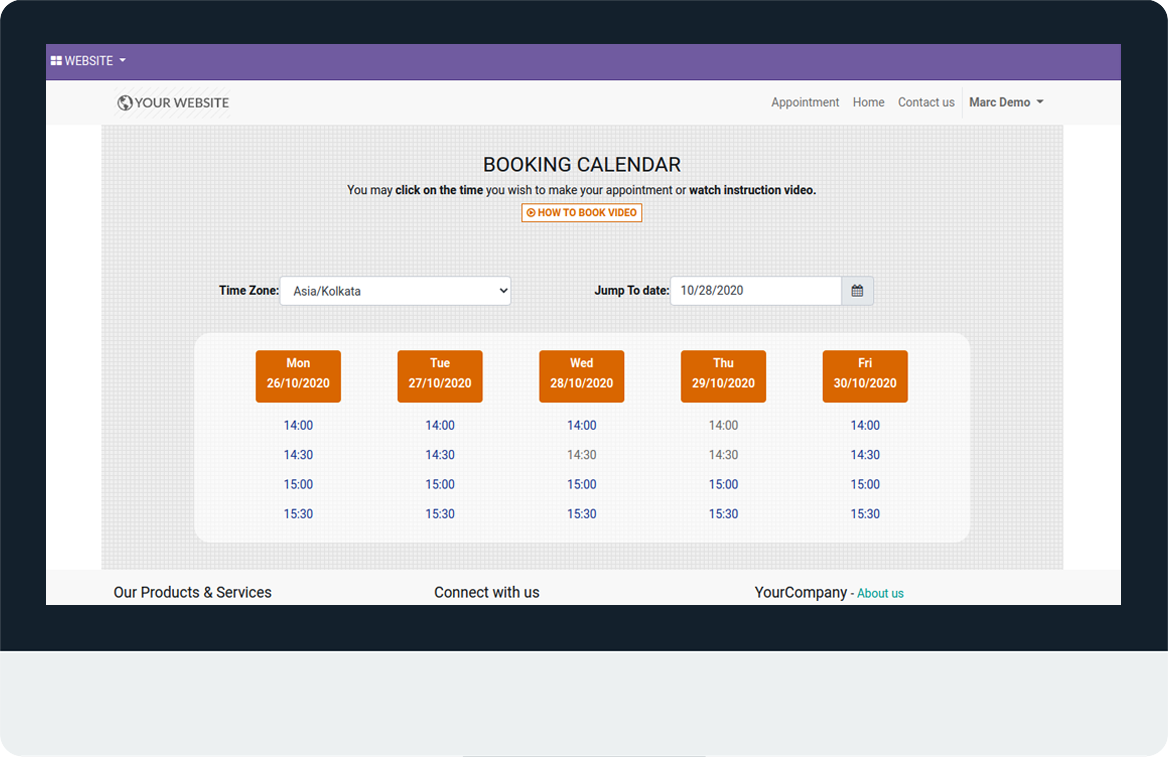 WEBSITE
YOUR WEBSITE
Appointment Home Contact us Marc Demo
BOOKING CALENDAR
You may click on the time you wish to make your appointment or watch instruction video.
HOW TO BOOK VIDEO
Time Zone: Asia/Kolkata Jump To date: 10/28/2020
Mon Tue Wed Thu Fri
26/10/2020 27/10/2020 28/10/2020 29/10/2020 30/10/2020
14:00 14:00 14:00 14:00 14:00
14:30 14:30 14:30 14:30 14:30
15:00 15:00 15:00 15:00 15:00
15:30 15:30 15:30 15:30 15:30
Our Products & Services Connect with us YourCompany - About us